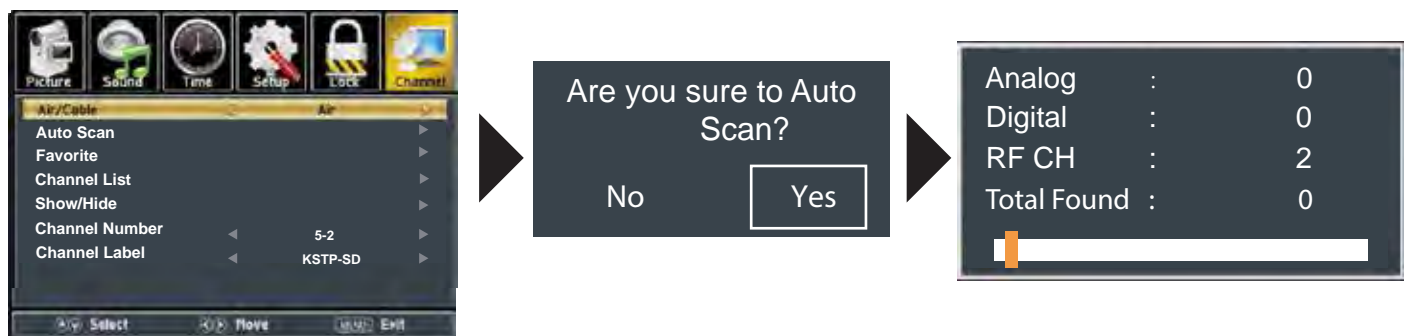 Picture Sound Time Setup Lock Channel
Air/Cable Air
Auto Scan
Favorite
Channel List
Show/Hide
Channel Number 5-2
Channel Label KSTP-SD
Select Move MENU Exit
Are you sure to Auto
Scan?
No Yes
Analog : 0
Digital : 0
RF CH : 2
Total Found : 0